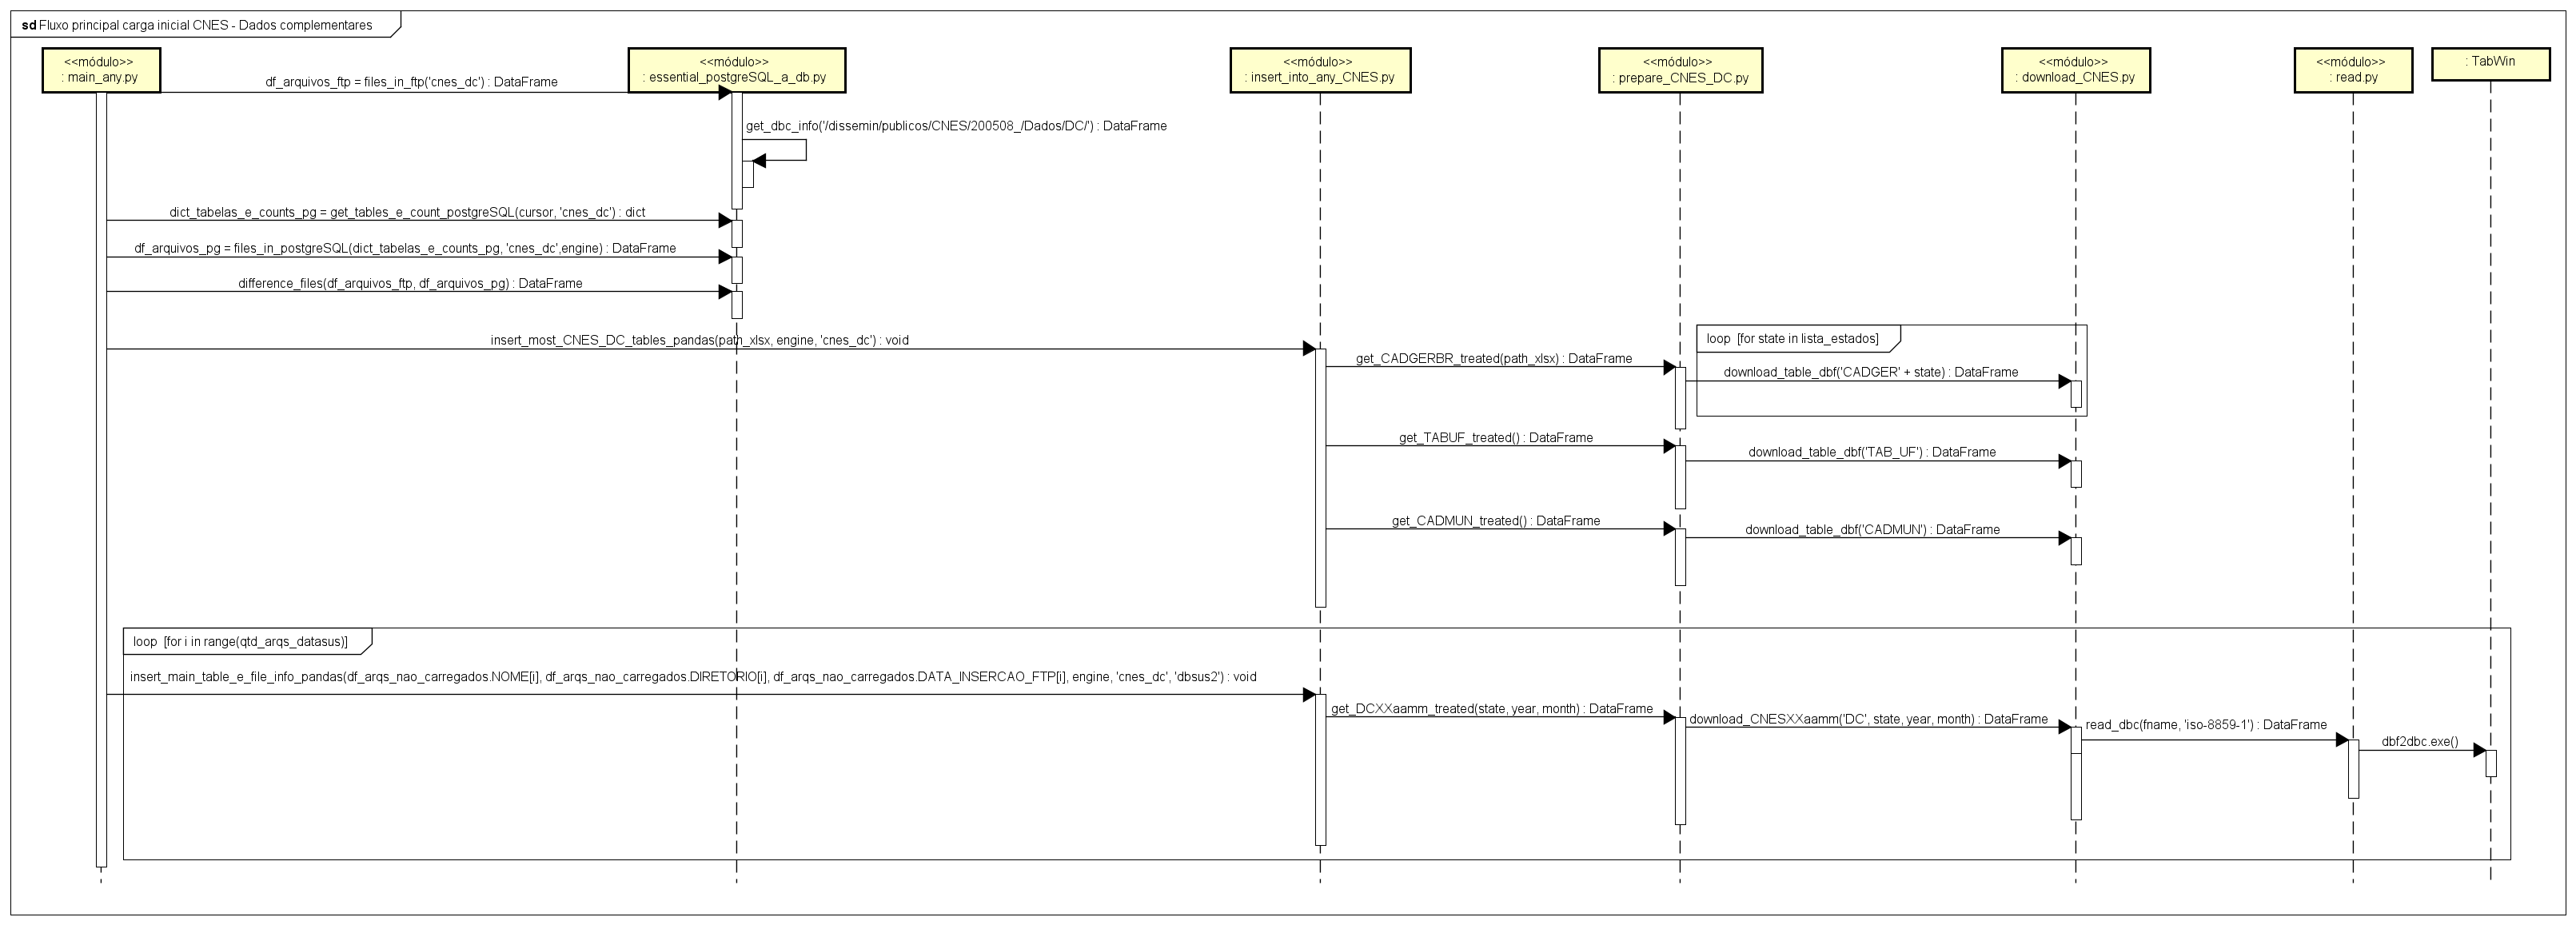 sd Fluxo principal carga inicial CNES - Dados complementares
<<módulo>>
: main_any.py
<<módulo>>
: essential_postgreSQL_a_db.py
<<módulo>>
: insert_into_any_CNES.py
<<módulo>>
: prepare_CNES_DC.py
<<módulo>>
: download_CNES.py
<<módulo>>
: read.py
: TabWin
df_arquivos_ftp = files_in_ftp('cnes_dc') : DataFrame
get_dbc_info('/dissemin/publicos/CNES/200508_/Dados/DC/') : DataFrame
dict_tabelas_e_counts_pg = get_tables_e_count_postgreSQL(cursor, 'cnes_dc') : dict
df_arquivos_pg = files_in_postgreSQL(dict_tabelas_e_counts_pg, 'cnes_dc',engine) : DataFrame
difference_files(df_arquivos_ftp, df_arquivos_pg) : DataFrame
insert_most_CNES_DC_tables_pandas(path_xlsx, engine, 'cnes_dc') : void
loop [for state in lista_estados]
get_CADGERBR_treated(path_xlsx) : DataFrame
download_table_dbf('CADGER' + state) : DataFrame
get_TABUF_treated() : DataFrame
download_table_dbf('TAB_UF') : DataFrame
get_CADMUN_treated() : DataFrame
download_table_dbf('CADMUN') : DataFrame
loop [for i in range(qtd_arqs_datasus)]
insert_main_table_e_file_info_pandas(df_arqs_nao_carregados.NOME[i], df_arqs_nao_carregados.DIRETORIO[i], df_arqs_nao_carregados.DATA_INSERCAO_FTP[i], engine, 'cnes_dc', 'dbsus2') : void
get_DCXXaamm_treated(state, year, month) : DataFrame
download_CNESXXaamm('DC', state, year, month) : DataFrame
read_dbc(fname, 'iso-8859-1') : DataFrame
dbf2dbc.exe()